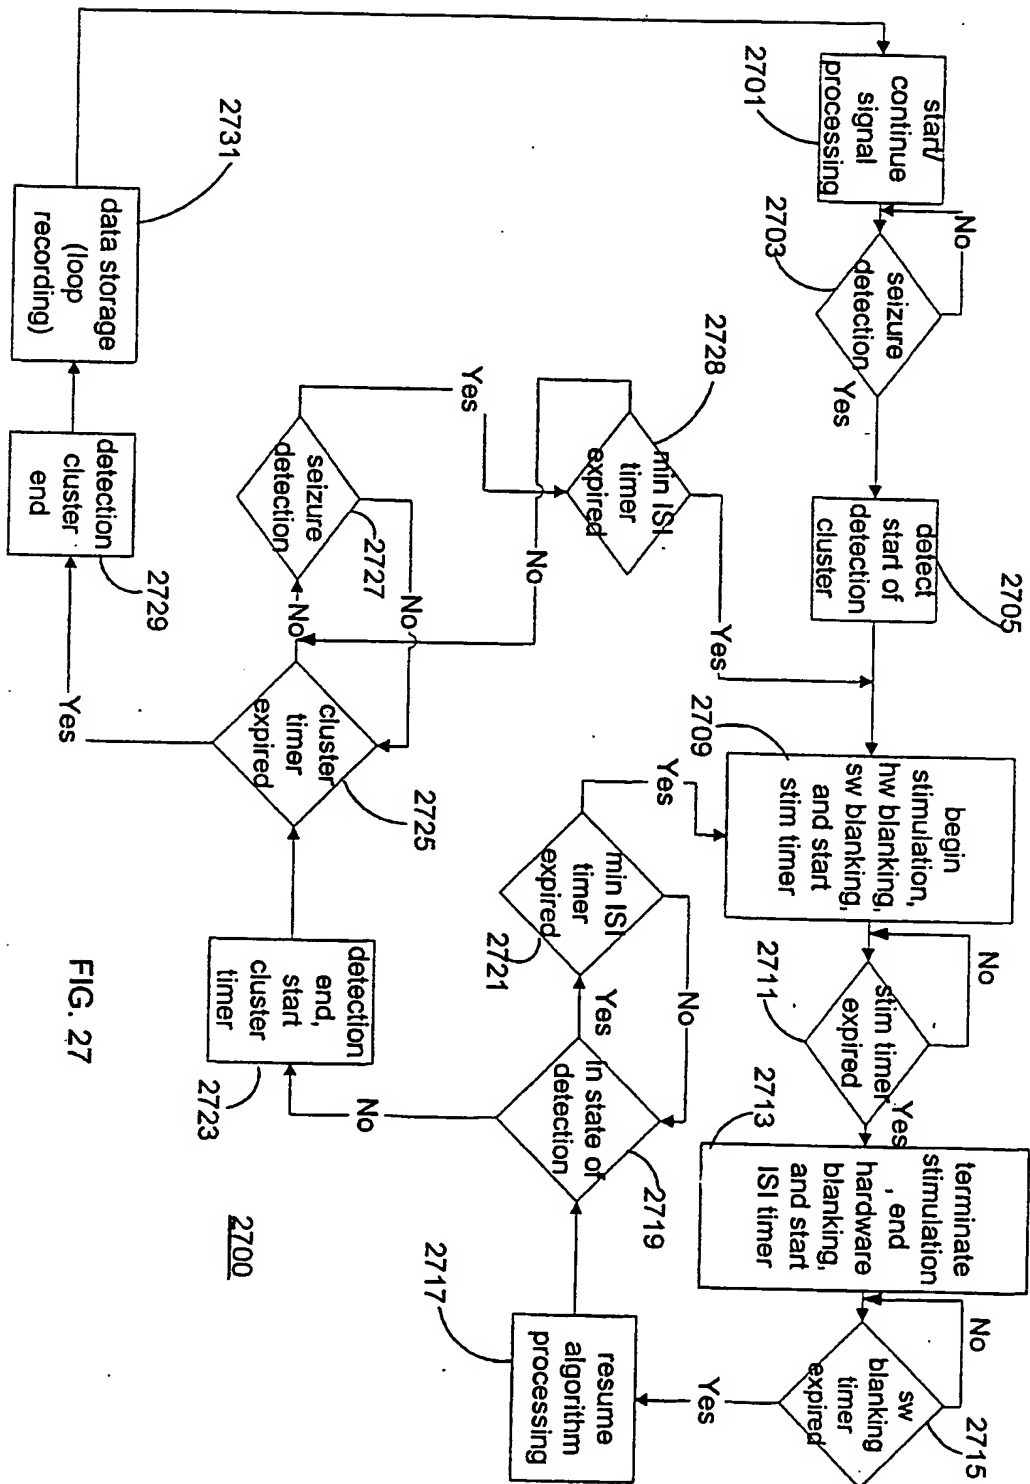 2701
start/
continue
signal
processing
No
2703
seizure
detection
Yes
2705
detect
start of
detection
cluster
2709
begin
stimulation,
hw blanking,
sw blanking,
and start
stim timer
No
2711
stim timer
expired
Yes
2713
terminate
stimulation
, end
hardware
blanking,
and start
ISI timer
No
2715
sw
blanking
timer
expired
Yes
2717
resume
algorithm
processing
2719
in state of
detection
Yes
No
2721
min ISI
timer
expired
Yes
No
2723
detection
end,
start
cluster
timer
2725
cluster
timer
expired
No
Yes
2727
seizure
detection
No
Yes
2728
min ISI
timer
expired
No
Yes
2729
detection
cluster
end
2731
data storage
(loop
recording)
2700
FIG. 27